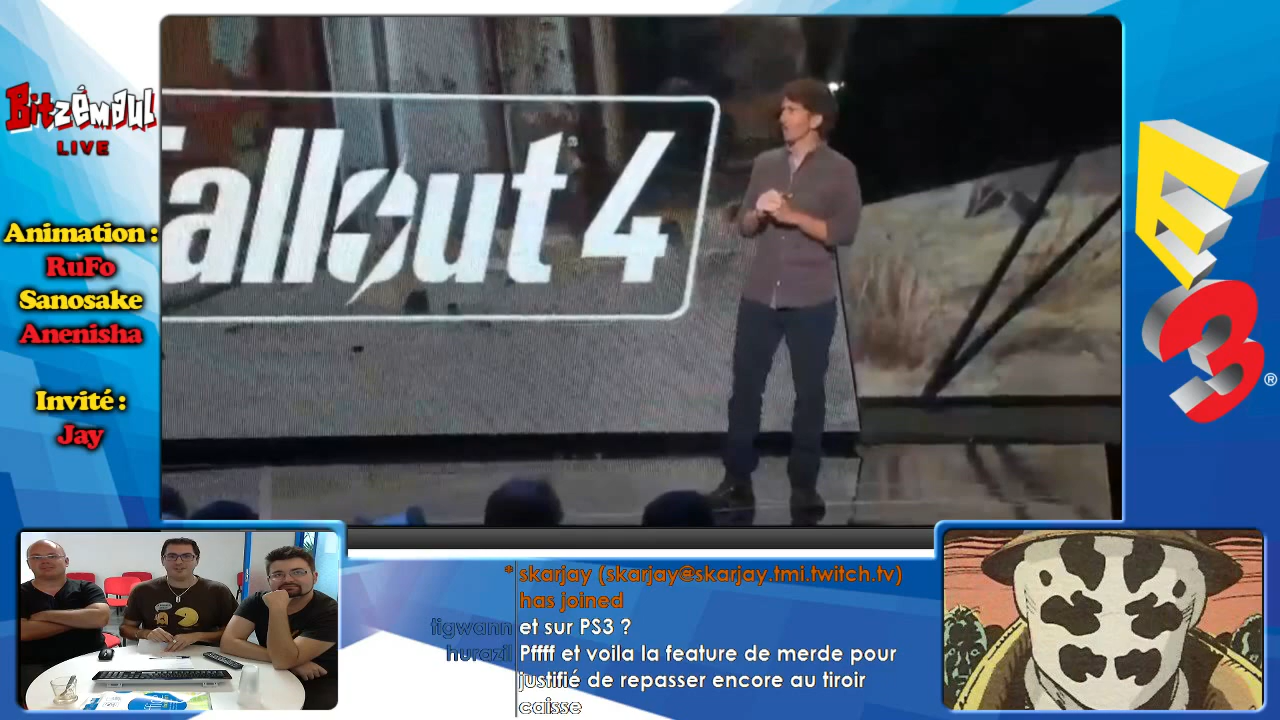 Bitzémoul
LIVE
Animation :
RuFo
Sanosake
Anenisha
Invité :
Jay
Fallout 4
E3®
* skarjay (skarjay@skarjay.tmi.twitch.tv)
has joined
tigwann et sur PS3 ?
hurazil Pffff et voila la feature de merde pour
justifié de repasser encore au tiroir
caisse